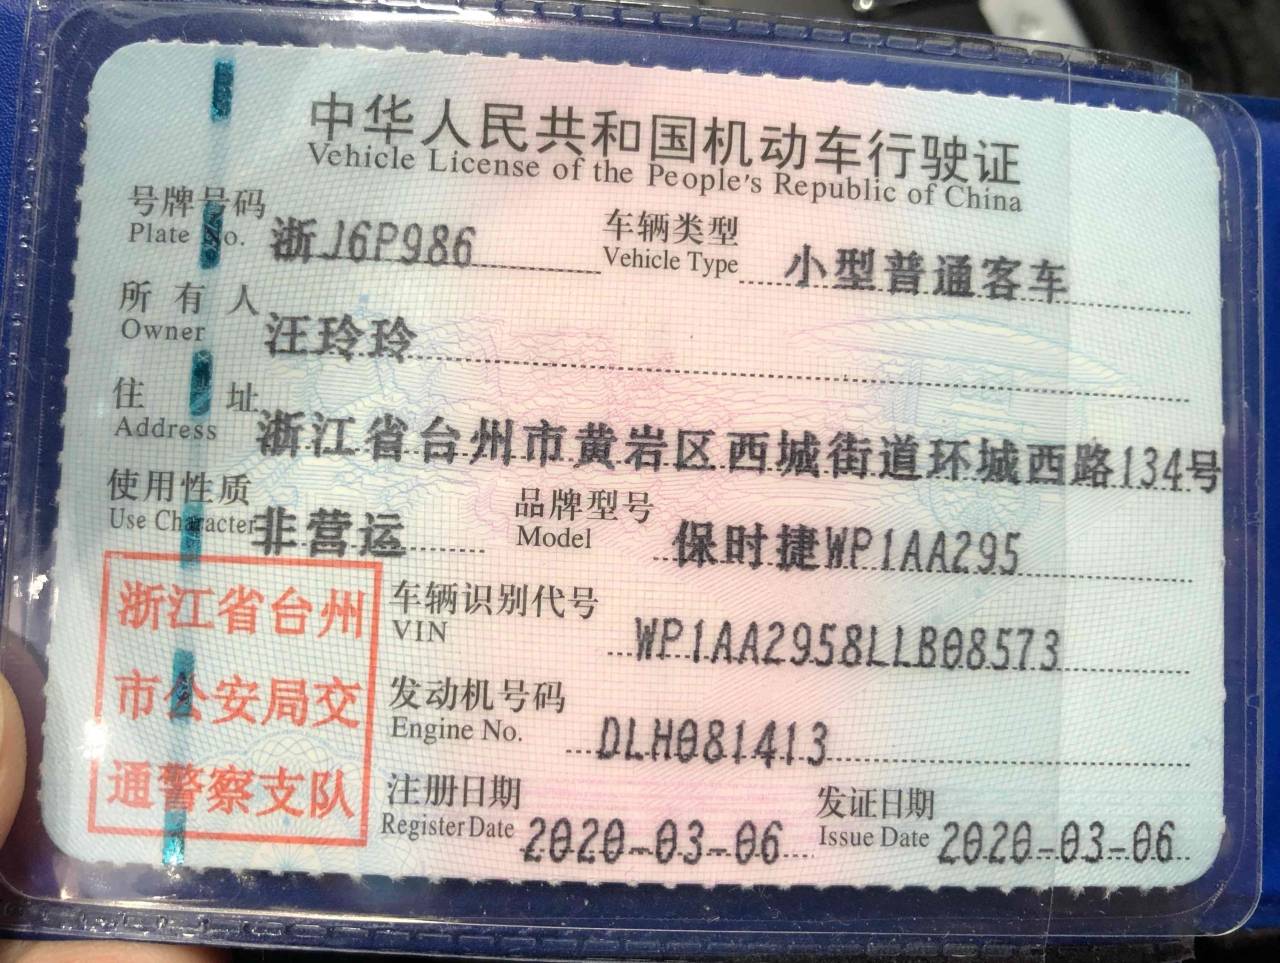 中华人民共和国机动车行驶证
Vehicle License of the People's Republic of China
号牌号码 浙J6P986 车辆类型 小型普通客车
Plate No. Vehicle Type
所有人 汪玲玲
Owner
住址 浙江省台州市黄岩区西城街道环城西路134号
Address
使用性质 非营运 品牌型号 保时捷WP1AA295
Use Character Model
浙江省台州
市公安局交
通警察支队
车辆识别代号 WP1AA2958LLB08573
VIN
发动机号码 DLH081413
Engine No.
注册日期 2020-03-06 发证日期 2020-03-06
Register Date Issue Date